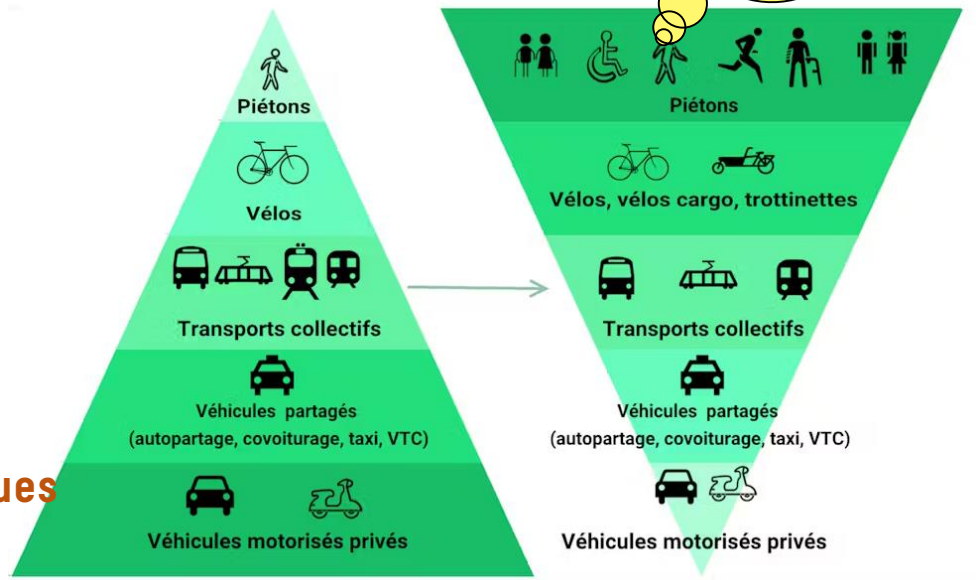 Piétons
Vélos
Transports collectifs
Véhicules partagés
(autopartage, covoiturage, taxi, VTC)
ues
Véhicules motorisés privés
Piétons
Vélos, vélos cargo, trottinettes
Transports collectifs
Véhicules partagés
(autopartage, covoiturage, taxi, VTC)
Véhicules motorisés privés